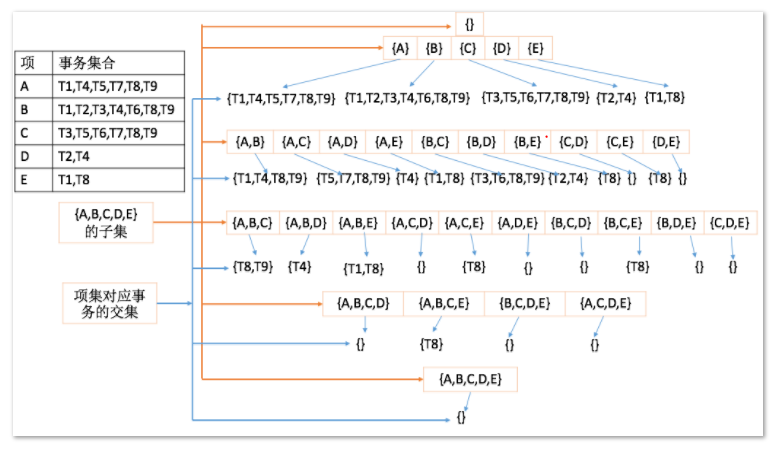 {}
{A} {B} {C} {D} {E}
项 事务集合
A T1,T4,T5,T7,T8,T9
B T1,T2,T3,T4,T6,T8,T9
C T3,T5,T6,T7,T8,T9
D T2,T4
E T1,T8
{T1,T4,T5,T7,T8,T9} {T1,T2,T3,T4,T6,T8,T9} {T3,T5,T6,T7,T8,T9} {T2,T4} {T1,T8}
{A,B} {A,C} {A,D} {A,E} {B,C} {B,D} {B,E} {C,D} {C,E} {D,E}
{T1,T4,T8,T9} {T5,T7,T8,T9} {T4} {T1,T8} {T3,T6,T8,T9} {T2,T4} {T8} {} {T8} {}
{A,B,C,D,E}
的子集
{A,B,C} {A,B,D} {A,B,E} {A,C,D} {A,C,E} {A,D,E} {B,C,D} {B,C,E} {B,D,E} {C,D,E}
{T8,T9} {T4} {T1,T8} {} {T8} {} {} {T8} {} {}
项集对应事
务的交集
{A,B,C,D} {A,B,C,E} {B,C,D,E} {A,C,D,E}
{} {T8} {} {}
{A,B,C,D,E}
{}